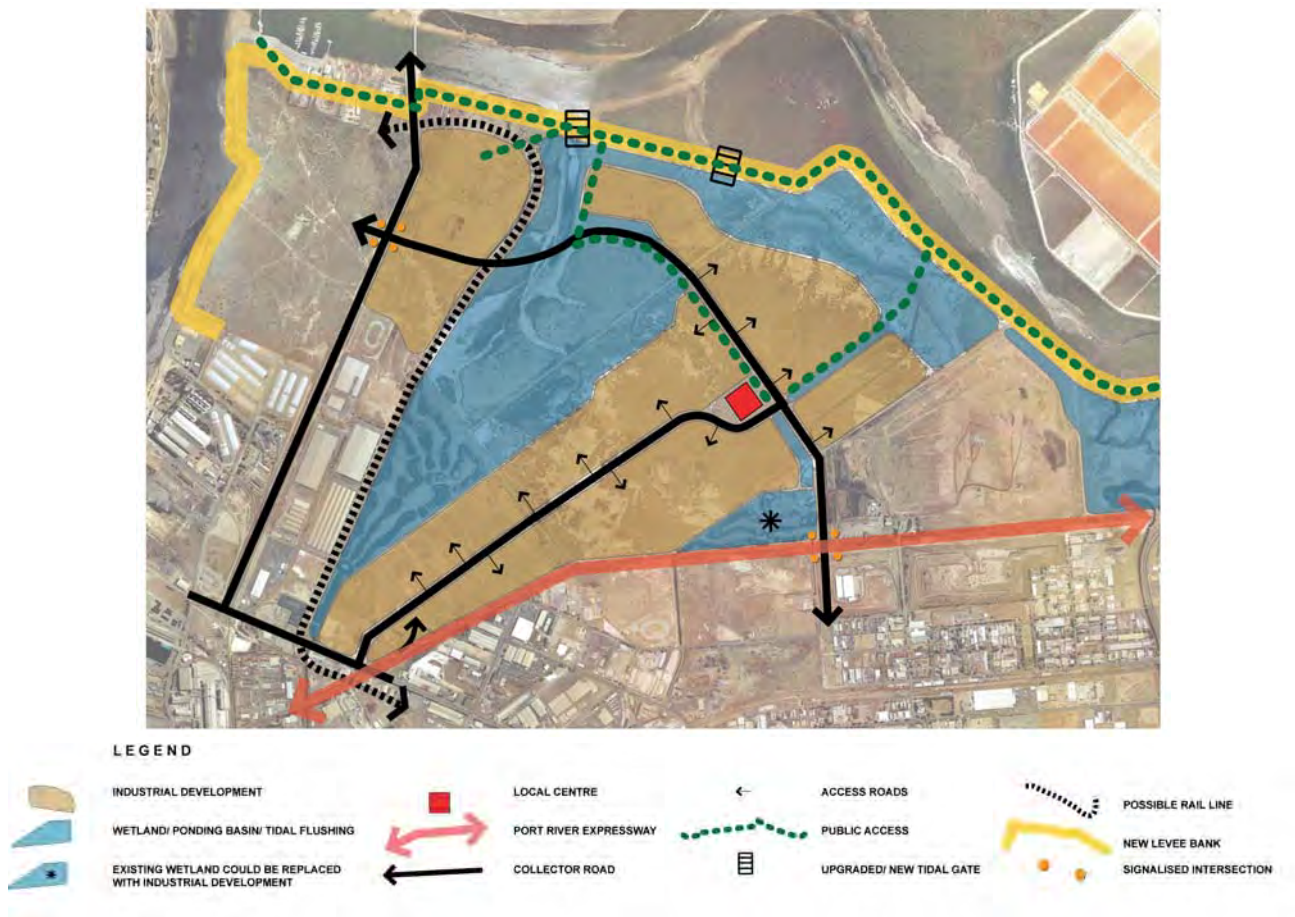 LEGEND
INDUSTRIAL DEVELOPMENT
WETLAND/ PONDING BASIN/ TIDAL FLUSHING
EXISTING WETLAND COULD BE REPLACED
WITH INDUSTRIAL DEVELOPMENT
LOCAL CENTRE
PORT RIVER EXPRESSWAY
COLLECTOR ROAD
ACCESS ROADS
PUBLIC ACCESS
UPGRADED/ NEW TIDAL GATE
POSSIBLE RAIL LINE
NEW LEVEE BANK
SIGNALISED INTERSECTION